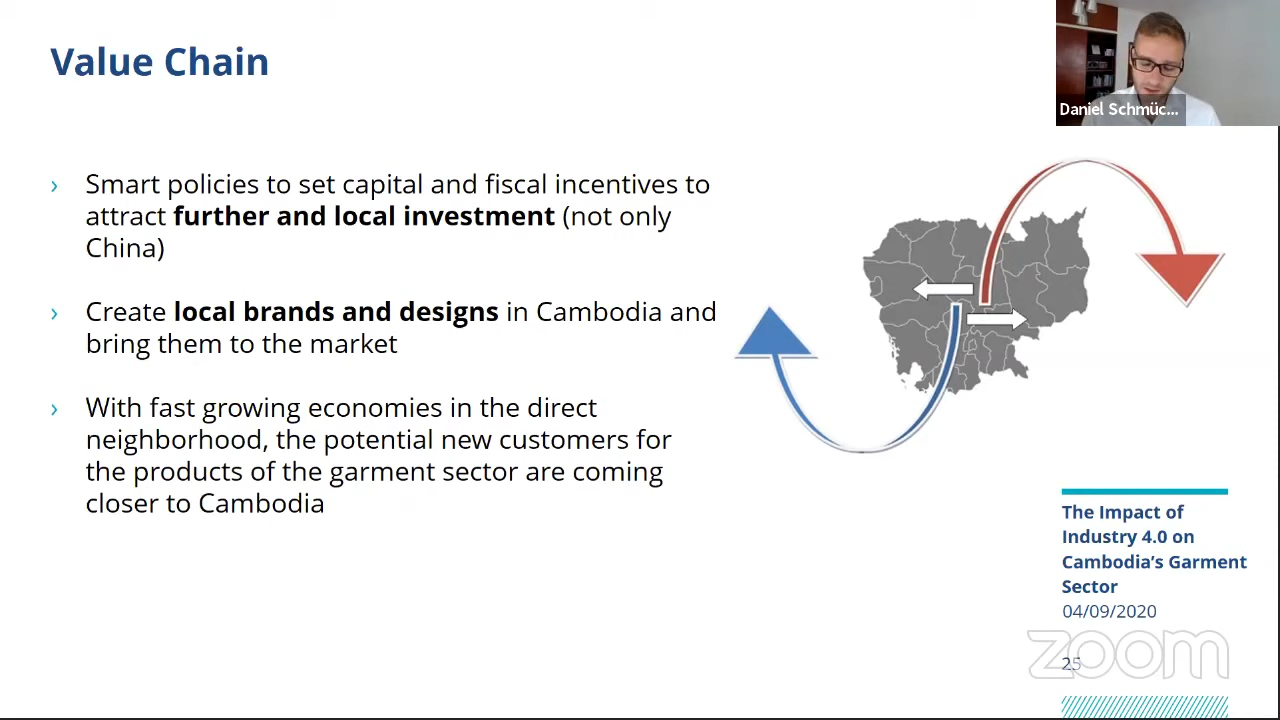 Value Chain
Daniel Schmüc...
› Smart policies to set capital and fiscal incentives to
attract further and local investment (not only
China)
› Create local brands and designs in Cambodia and
bring them to the market
› With fast growing economies in the direct
neighborhood, the potential new customers for
the products of the garment sector are coming
closer to Cambodia
The Impact of
Industry 4.0 on
Cambodia’s Garment
Sector
04/09/2020
zoom
25